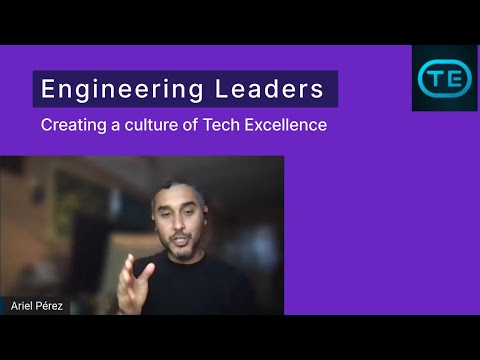 Engineering Leaders
TE
Creating a culture of Tech Excellence
Ariel Pérez